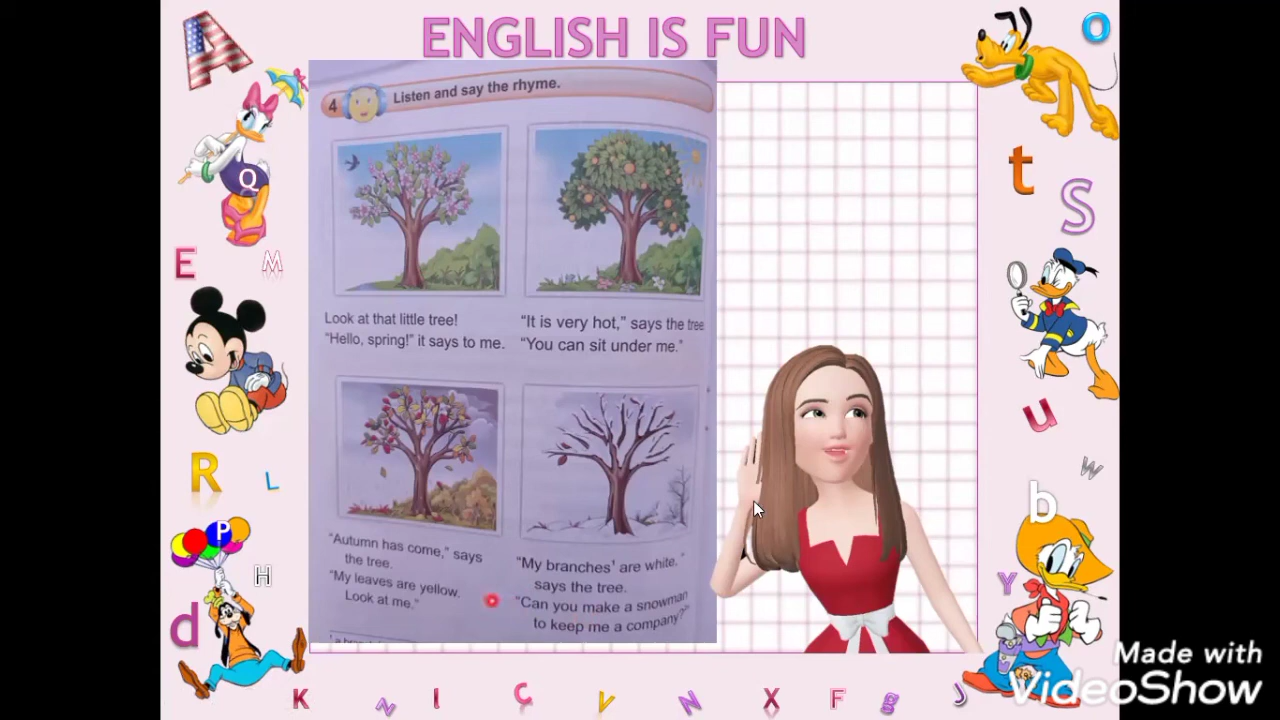 ENGLISH IS FUN
4 Listen and say the rhyme.
Look at that little tree!
"Hello, spring!" it says to me.
"It is very hot," says the tree
"You can sit under me."
"Autumn has come," says
the tree.
"My leaves are yellow.
Look at me."
"My branches¹ are white."
says the tree.
"Can you make a snowman
to keep me a company?"
A
Q
E
M
R
L
P
H
d
O
t
S
u
W
b
Y
K
N
I
C
V
N
X
F
g
J
Made with
VideoShow